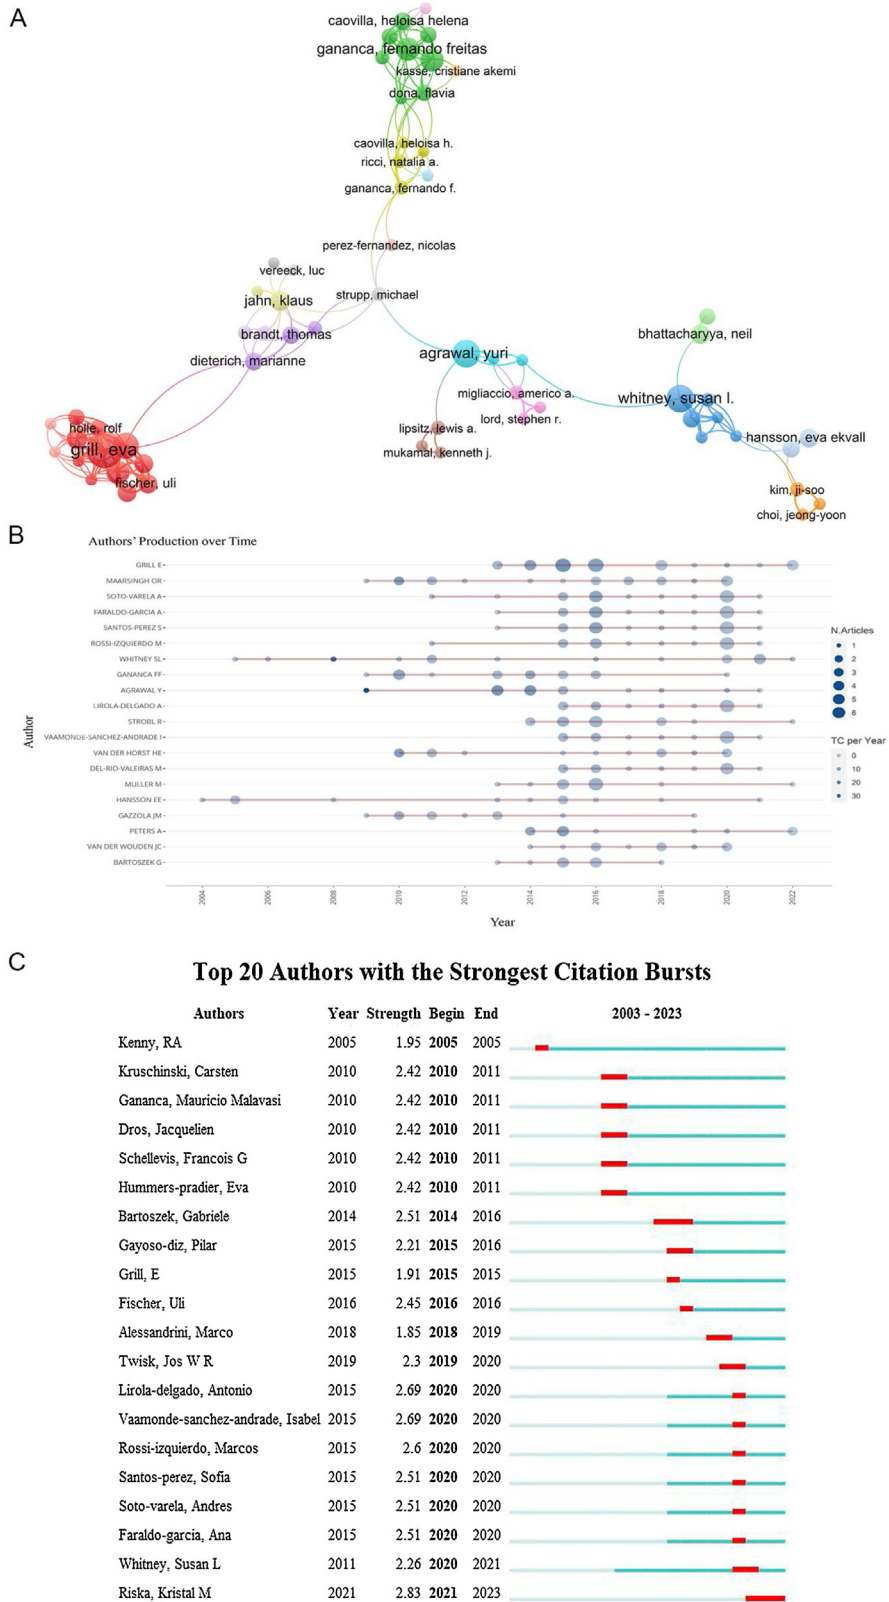 A
caovilla, heloisa helena
gananca, fernando freitas
kasse, cristiane akemi
dona, flavia
caovilla, heloisa h.
ricci, natalia a.
gananca, fernando f.
perez-fernandez, nicolas
vereeck, luc
strupp, michael
jahn, klaus
brandt, thomas
bhattacharyya, neil
dieterich, marianne
agrawal, yuri
migliaccio, americo a.
whitney, susan l.
lord, stephen r.
holle, rolf
lipsitz, lewis a.
grill, eva
hansson, eva ekvall
mukamal, kenneth j.
fischer, uli
kim, ji-soo
choi, jeong-yoon
B
Authors' Production over Time
GRILL E
MAARSINGH OR
SOTO-VARELA A
FARALDO-GARCIA A
SANTOS-PEREZ S
ROSSI-IZQUIERDO M
WHITNEY SL
GANANCA FF
AGRAWAL Y
LIROLA-DELGADO A
STROBL R
VAAMONDE-SANCHEZ-ANDRADE I
VAN DER HORST HE
DEL-RIO-VALEIRAS M
MULLER M
HANSSON EE
GAZZOLA JM
PETERS A
VAN DER WOUDEN JC
BARTOSZEK G
Author
N.Articles
1
2
3
4
5
6
TC per Year
0
10
20
30
2004
2006
2008
2010
2012
2014
2016
2018
2020
2022
Year
C
Top 20 Authors with the Strongest Citation Bursts
Authors Year Strength Begin End 2003 - 2023
Kenny, RA 2005 1.95 2005 2005
Kruschinski, Carsten 2010 2.42 2010 2011
Gananca, Mauricio Malavasi 2010 2.42 2010 2011
Dros, Jacquelien 2010 2.42 2010 2011
Schellevis, Francois G 2010 2.42 2010 2011
Hummers-pradier, Eva 2010 2.42 2010 2011
Bartoszek, Gabriele 2014 2.51 2014 2016
Gayoso-diz, Pilar 2015 2.21 2015 2016
Grill, E 2015 1.91 2015 2015
Fischer, Uli 2016 2.45 2016 2016
Alessandrini, Marco 2018 1.85 2018 2019
Twisk, Jos W R 2019 2.3 2019 2020
Lirola-delgado, Antonio 2015 2.69 2020 2020
Vaamonde-sanchez-andrade, Isabel 2015 2.69 2020 2020
Rossi-izquierdo, Marcos 2015 2.6 2020 2020
Santos-perez, Sofia 2015 2.51 2020 2020
Soto-varela, Andres 2015 2.51 2020 2020
Faraldo-garcia, Ana 2015 2.51 2020 2020
Whitney, Susan L 2011 2.26 2020 2021
Riska, Kristal M 2021 2.83 2021 2023